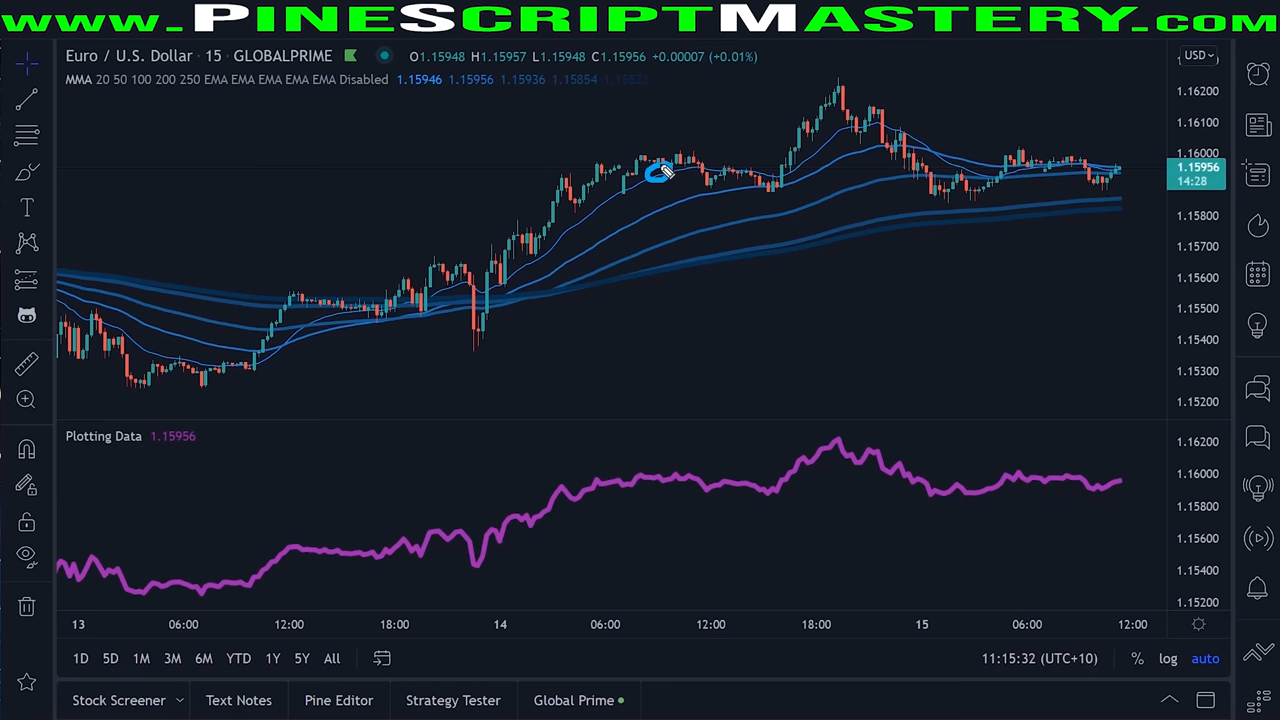 www.PineScriptMastery.com
Euro / U.S. Dollar · 15 · GLOBALPRIME
O1.15948 H1.15957 L1.15948 C1.15956 +0.00007 (+0.01%)
USD
MMA 20 50 100 200 250 EMA EMA EMA EMA EMA Disabled 1.15946 1.15956 1.15936 1.15854
1.16200
1.16100
1.16000
1.15956
14:28
1.15800
1.15700
1.15600
1.15500
1.15400
1.15300
1.15200
Plotting Data 1.15956
1.16200
1.16000
1.15800
1.15600
1.15400
1.15200
13 06:00 12:00 18:00 14 06:00 12:00 18:00 15 06:00 12:00
1D 5D 1M 3M 6M YTD 1Y 5Y All 11:15:32 (UTC+10) % log auto
Stock Screener Text Notes Pine Editor Strategy Tester Global Prime